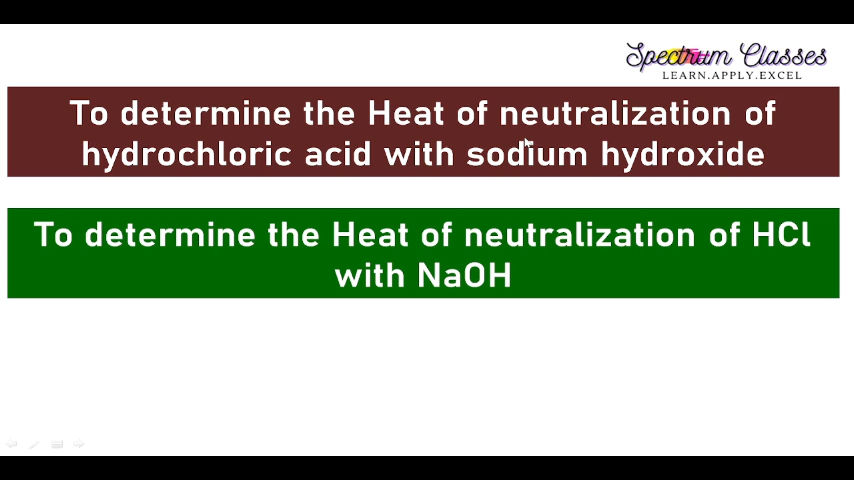 Spectrum Classes
LEARN.APPLY.EXCEL
To determine the Heat of neutralization of
hydrochloric acid with sodium hydroxide
To determine the Heat of neutralization of HCl
with NaOH